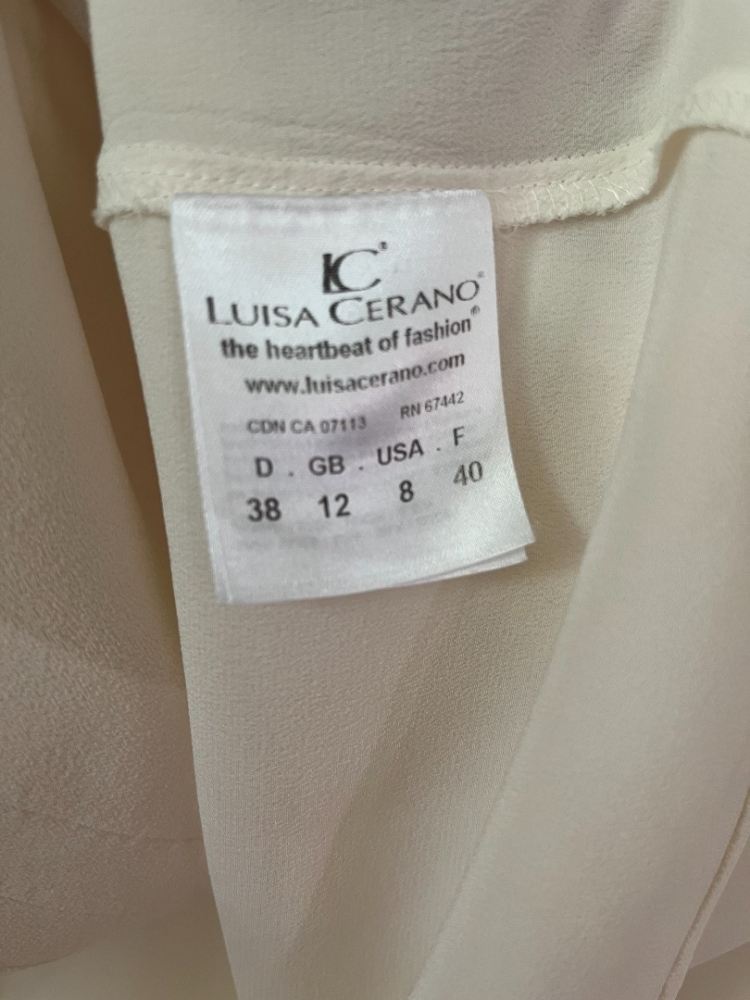 LC®
LUISA CERANO®
the heartbeat of fashion®
www.luisacerano.com
CDN CA 07113 RN 67442
D . GB . USA . F
38 12 8 40